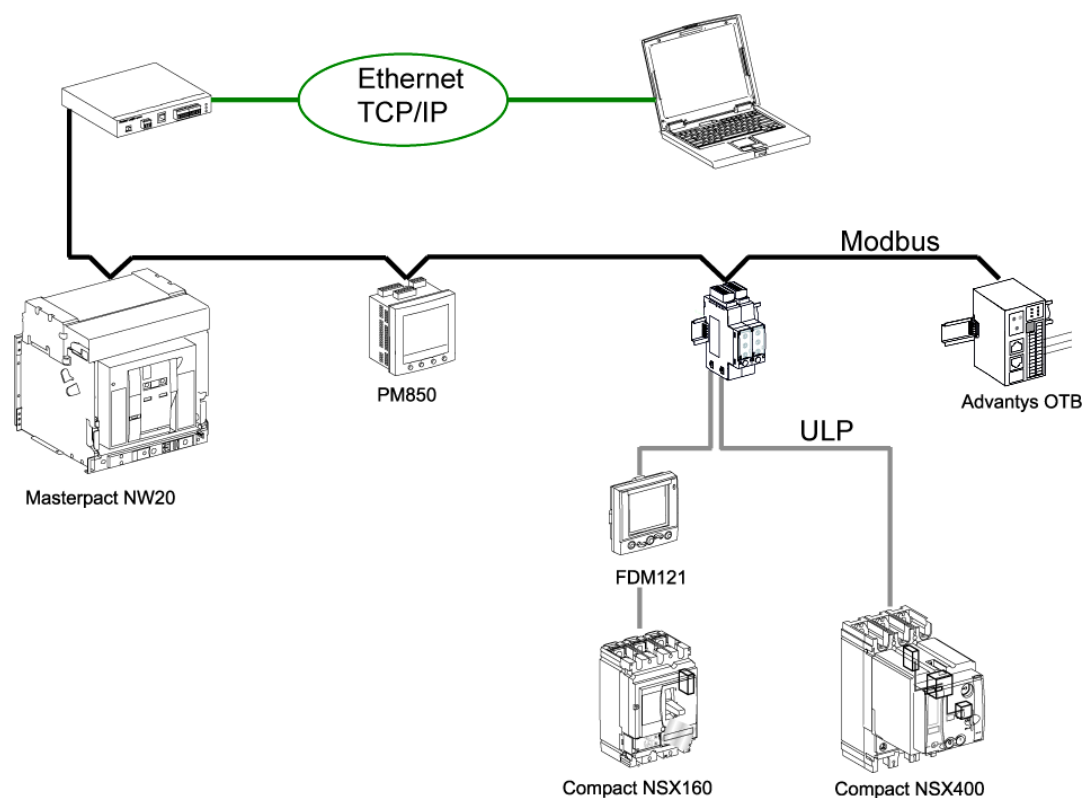 Ethernet
TCP/IP
Modbus
PM850
Advantys OTB
ULP
Masterpact NW20
FDM121
Compact NSX160
Compact NSX400